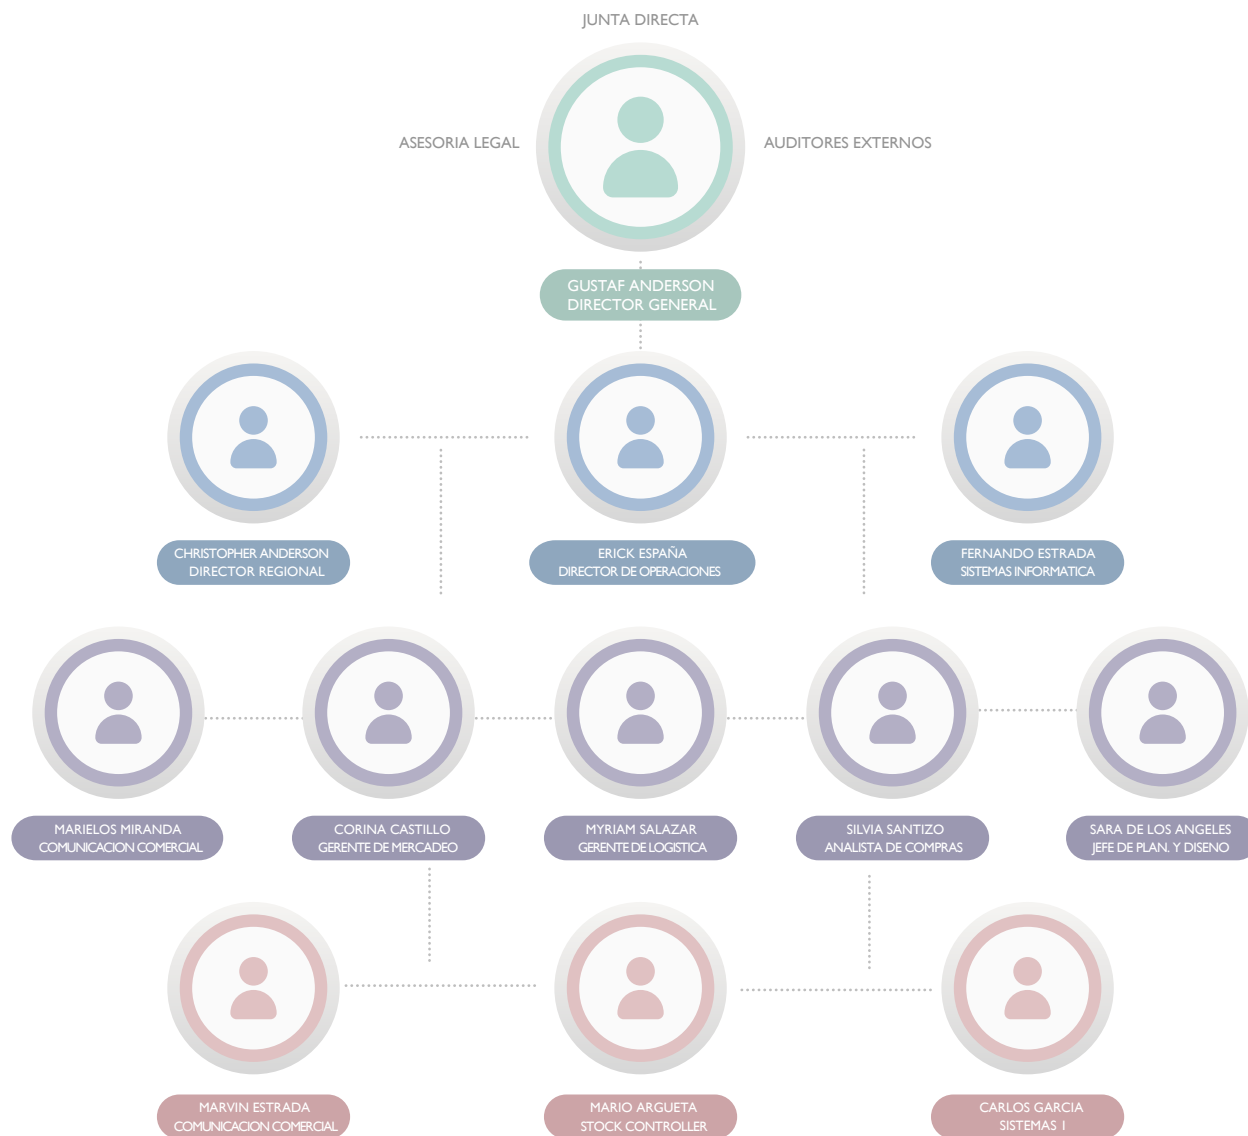 JUNTA DIRECTA
ASESORIA LEGAL
AUDITORES EXTERNOS
GUSTAF ANDERSON
DIRECTOR GENERAL
CHRISTOPHER ANDERSON
DIRECTOR REGIONAL
ERICK ESPAÑA
DIRECTOR DE OPERACIONES
FERNANDO ESTRADA
SISTEMAS INFORMATICA
MARIELOS MIRANDA
COMUNICACION COMERCIAL
CORINA CASTILLO
GERENTE DE MERCADEO
MYRIAM SALAZAR
GERENTE DE LOGISTICA
SILVIA SANTIZO
ANALISTA DE COMPRAS
SARA DE LOS ANGELES
JEFE DE PLAN. Y DISENO
MARVIN ESTRADA
COMUNICACION COMERCIAL
MARIO ARGUETA
STOCK CONTROLLER
CARLOS GARCIA
SISTEMAS 1